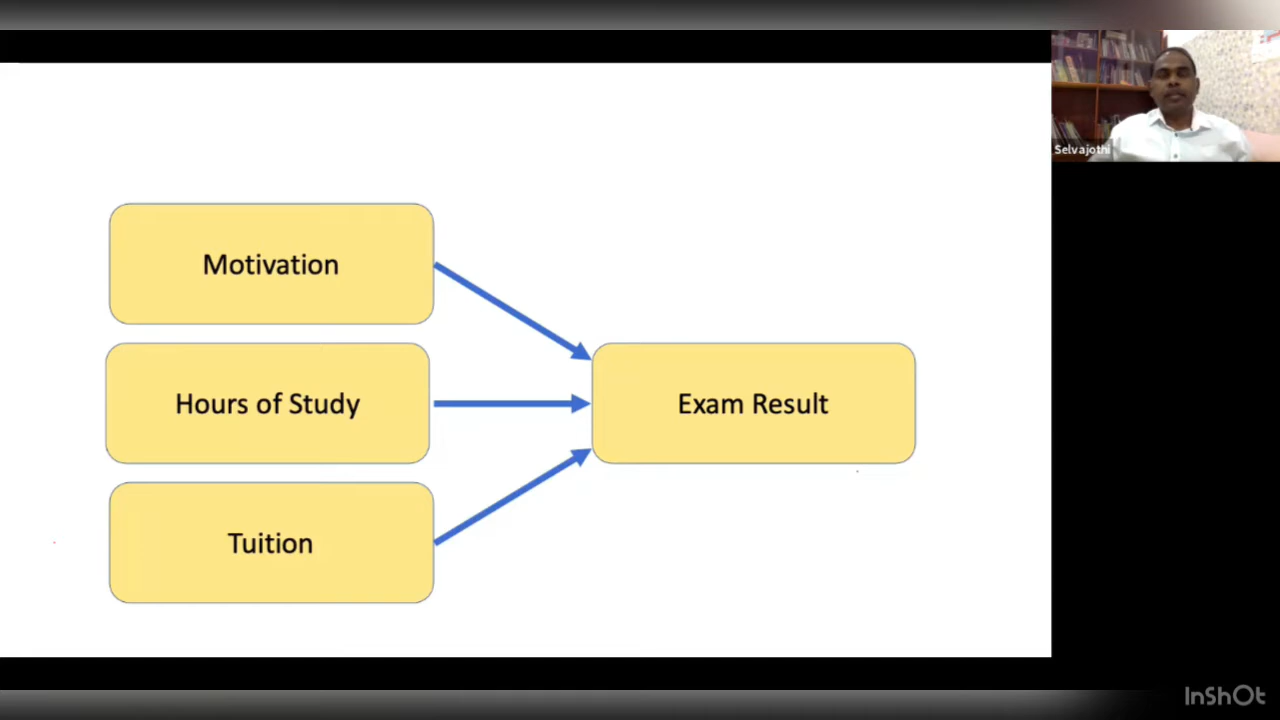 Selvajothi
Motivation
Hours of Study
Exam Result
Tuition
InShOt